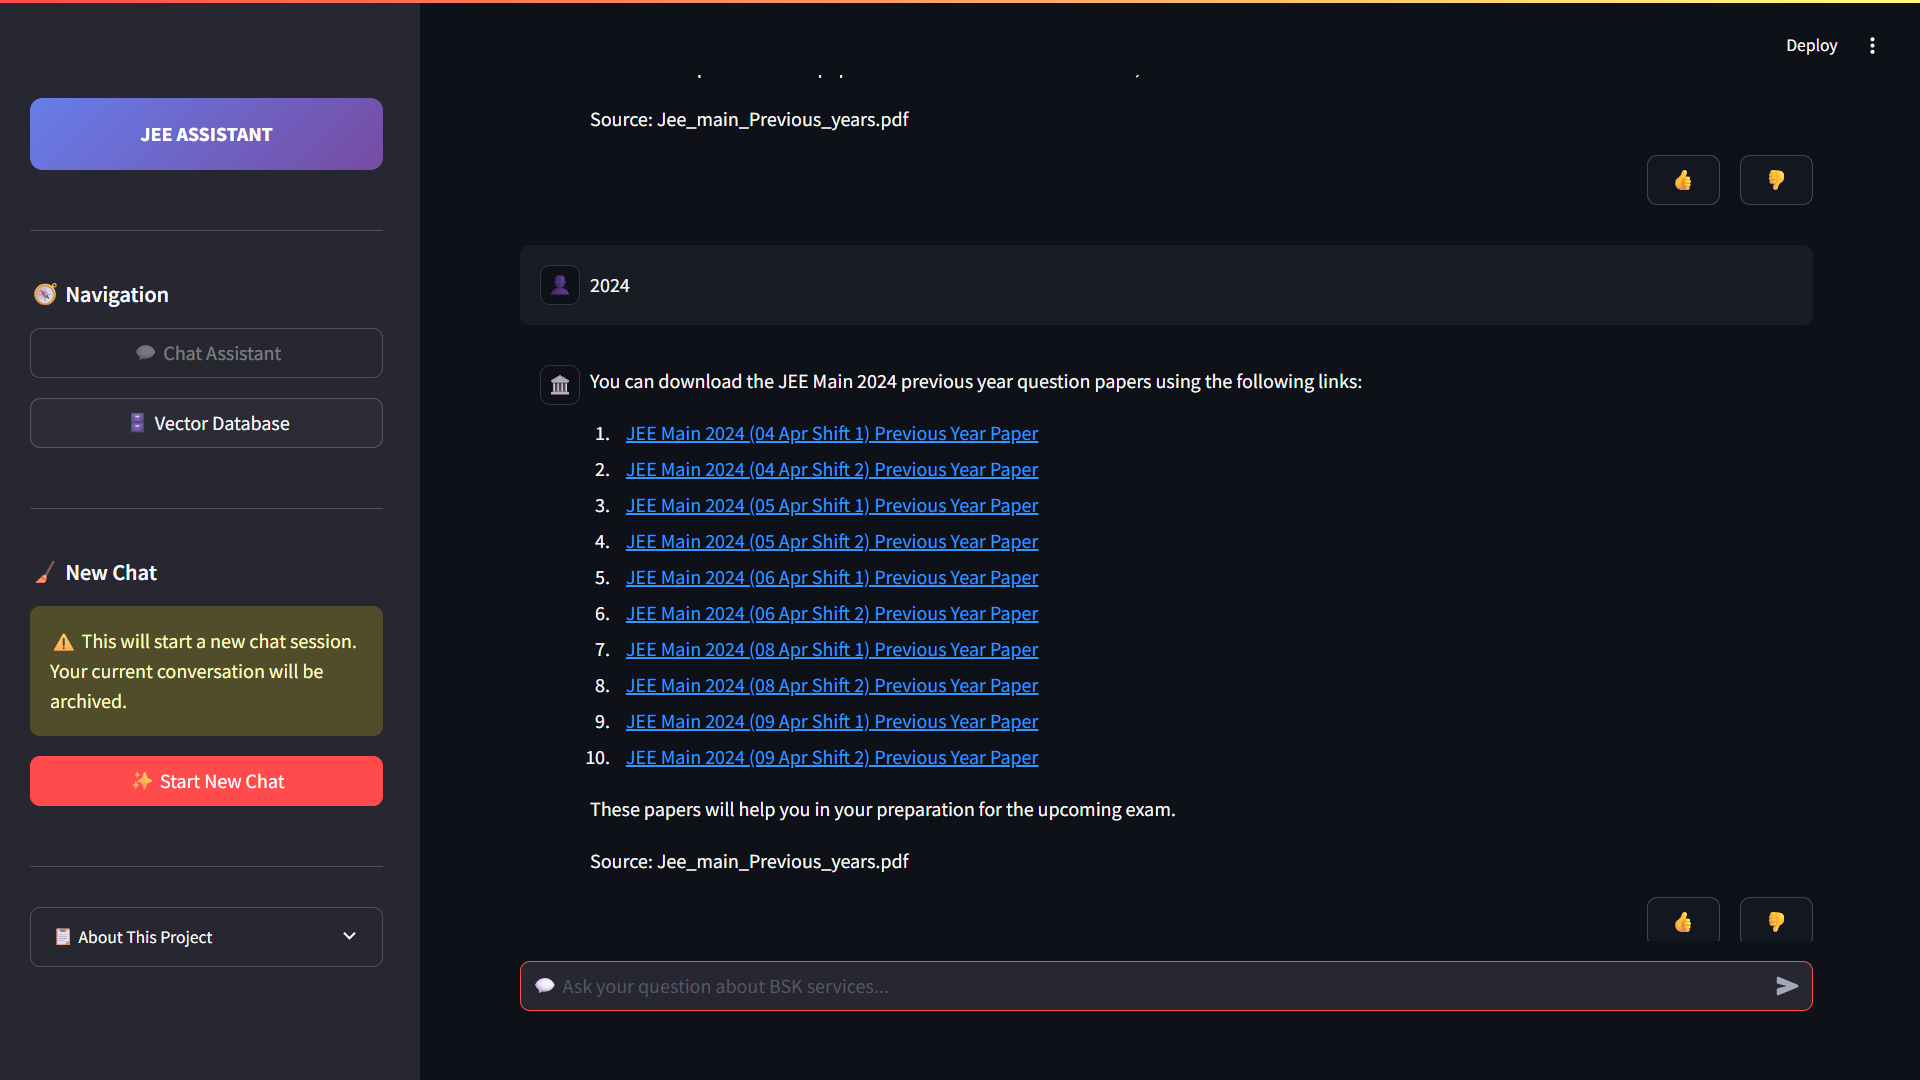 Deploy
JEE ASSISTANT
Navigation
Chat Assistant
Vector Database
New Chat
This will start a new chat session.
Your current conversation will be
archived.
Start New Chat
About This Project
Source: Jee_main_Previous_years.pdf
2024
You can download the JEE Main 2024 previous year question papers using the following links:
1. JEE Main 2024 (04 Apr Shift 1) Previous Year Paper
2. JEE Main 2024 (04 Apr Shift 2) Previous Year Paper
3. JEE Main 2024 (05 Apr Shift 1) Previous Year Paper
4. JEE Main 2024 (05 Apr Shift 2) Previous Year Paper
5. JEE Main 2024 (06 Apr Shift 1) Previous Year Paper
6. JEE Main 2024 (06 Apr Shift 2) Previous Year Paper
7. JEE Main 2024 (08 Apr Shift 1) Previous Year Paper
8. JEE Main 2024 (08 Apr Shift 2) Previous Year Paper
9. JEE Main 2024 (09 Apr Shift 1) Previous Year Paper
10. JEE Main 2024 (09 Apr Shift 2) Previous Year Paper
These papers will help you in your preparation for the upcoming exam.
Source: Jee_main_Previous_years.pdf
Ask your question about BSK services...